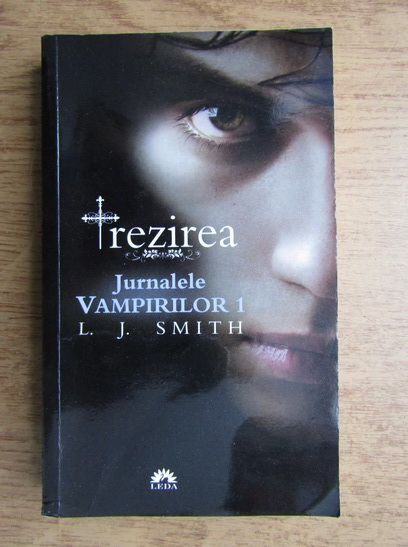 trezirea
Jurnalele
VAMPIRILOR 1
L. J. SMITH
LEDA